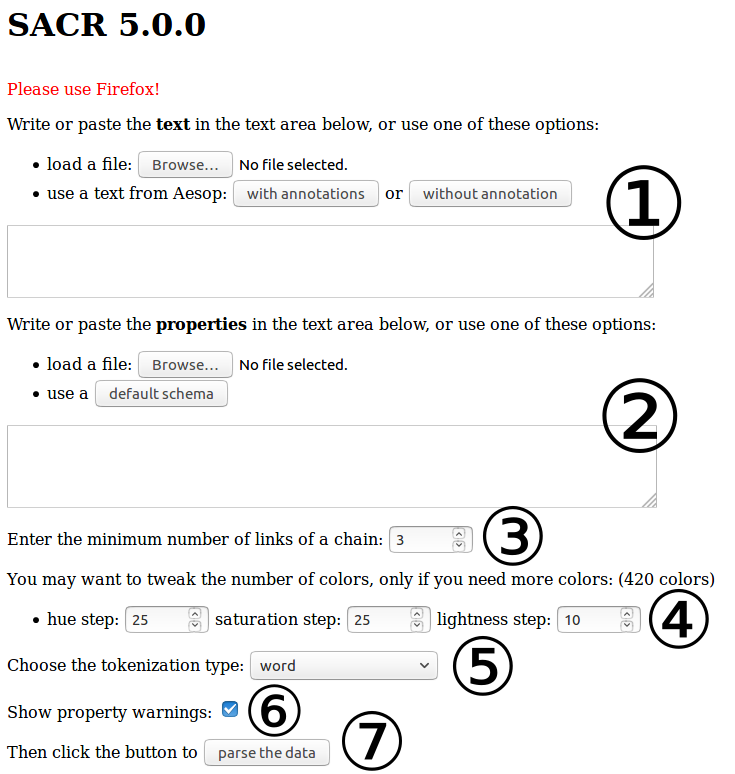 SACR 5.0.0
Please use Firefox!
Write or paste the text in the text area below, or use one of these options:
• load a file: Browse... No file selected.
• use a text from Aesop: with annotations or without annotation
①
Write or paste the properties in the text area below, or use one of these options:
• load a file: Browse... No file selected.
• use a default schema
②
Enter the minimum number of links of a chain: 3 ③
You may want to tweak the number of colors, only if you need more colors: (420 colors)
• hue step: 25 saturation step: 25 lightness step: 10 ④
Choose the tokenization type: word ⑤
Show property warnings: ⑥
Then click the button to parse the data ⑦